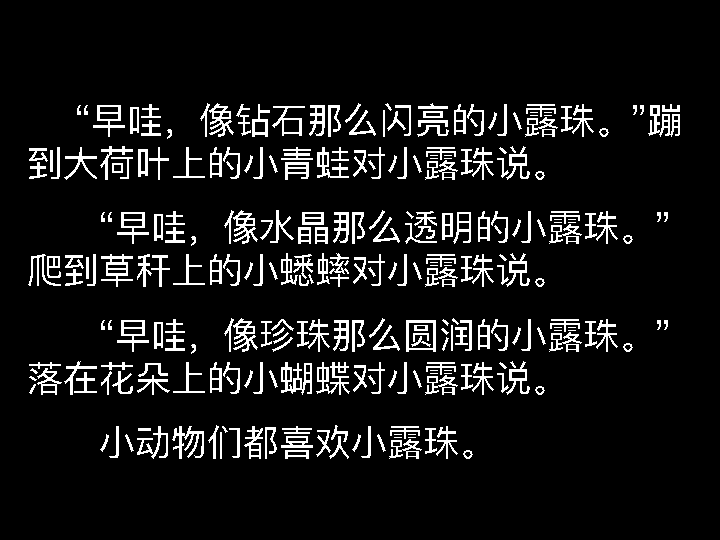 “早哇，像钻石那么闪亮的小露珠。”蹦
到大荷叶上的小青蛙对小露珠说。
“早哇，像水晶那么透明的小露珠。”
爬到草秆上的小蟋蟀对小露珠说。
“早哇，像珍珠那么圆润的小露珠。”
落在花朵上的小蝴蝶对小露珠说。
小动物们都喜欢小露珠。